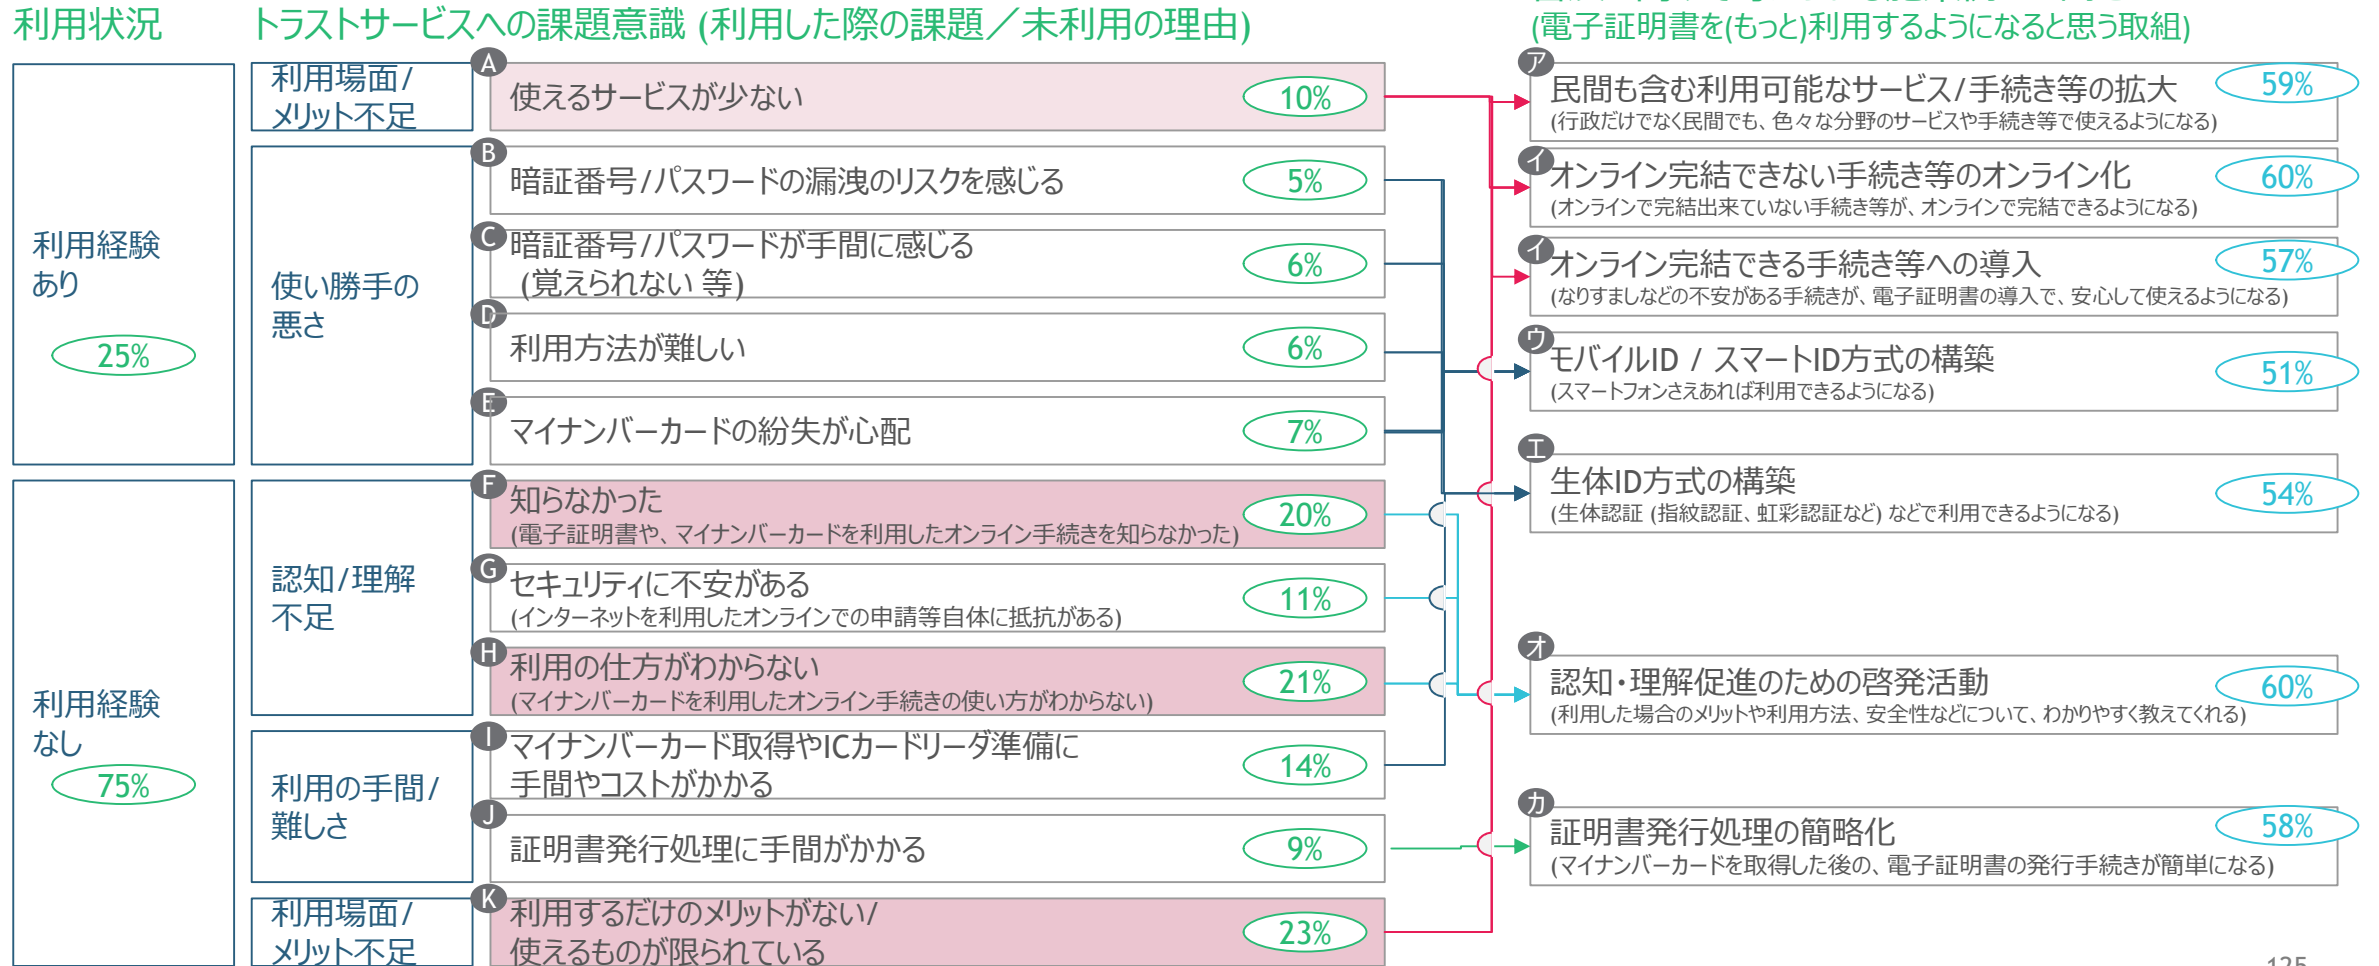 利用状況
トラストサービスへの課題意識 (利用した際の課題／未利用の理由)
(電子証明書を(もっと)利用するようになると思う取組)
利用経験
あり
25%
利用経験
なし
75%
利用場面/
メリット不足
使い勝手の
悪さ
認知/理解
不足
利用の手間/
難しさ
利用場面/
メリット不足
A
使えるサービスが少ない
10%
B
暗証番号/パスワードの漏洩のリスクを感じる
5%
C
暗証番号/パスワードが手間に感じる
(覚えられない 等)
6%
D
利用方法が難しい
6%
E
マイナンバーカードの紛失が心配
7%
F
知らなかった
(電子証明書や、マイナンバーカードを利用したオンライン手続きを知らなかった)
20%
G
セキュリティに不安がある
(インターネットを利用したオンラインでの申請等自体に抵抗がある)
11%
H
利用の仕方がわからない
(マイナンバーカードを利用したオンライン手続きの使い方がわからない)
21%
I
マイナンバーカード取得やICカードリーダ準備に
手間やコストがかかる
14%
J
証明書発行処理に手間がかかる
9%
K
利用するだけのメリットがない/
使えるものが限られている
23%
ア
民間も含む利用可能なサービス/手続き等の拡大
(行政だけでなく民間でも、色々な分野のサービスや手続き等で使えるようになる)
59%
イ
オンライン完結できない手続き等のオンライン化
(オンラインで完結出来ていない手続き等が、オンラインで完結できるようになる)
60%
イ
オンライン完結できる手続き等への導入
(なりすましなどの不安がある手続きが、電子証明書の導入で、安心して使えるようになる)
57%
ウ
モバイルID / スマートID方式の構築
(スマートフォンさえあれば利用できるようになる)
51%
エ
生体ID方式の構築
(生体認証 (指紋認証、虹彩認証など) などで利用できるようになる)
54%
オ
認知・理解促進のための啓発活動
(利用した場合のメリットや利用方法、安全性などについて、わかりやすく教えてくれる)
60%
カ
証明書発行処理の簡略化
(マイナンバーカードを取得した後の、電子証明書の発行手続きが簡単になる)
58%
125